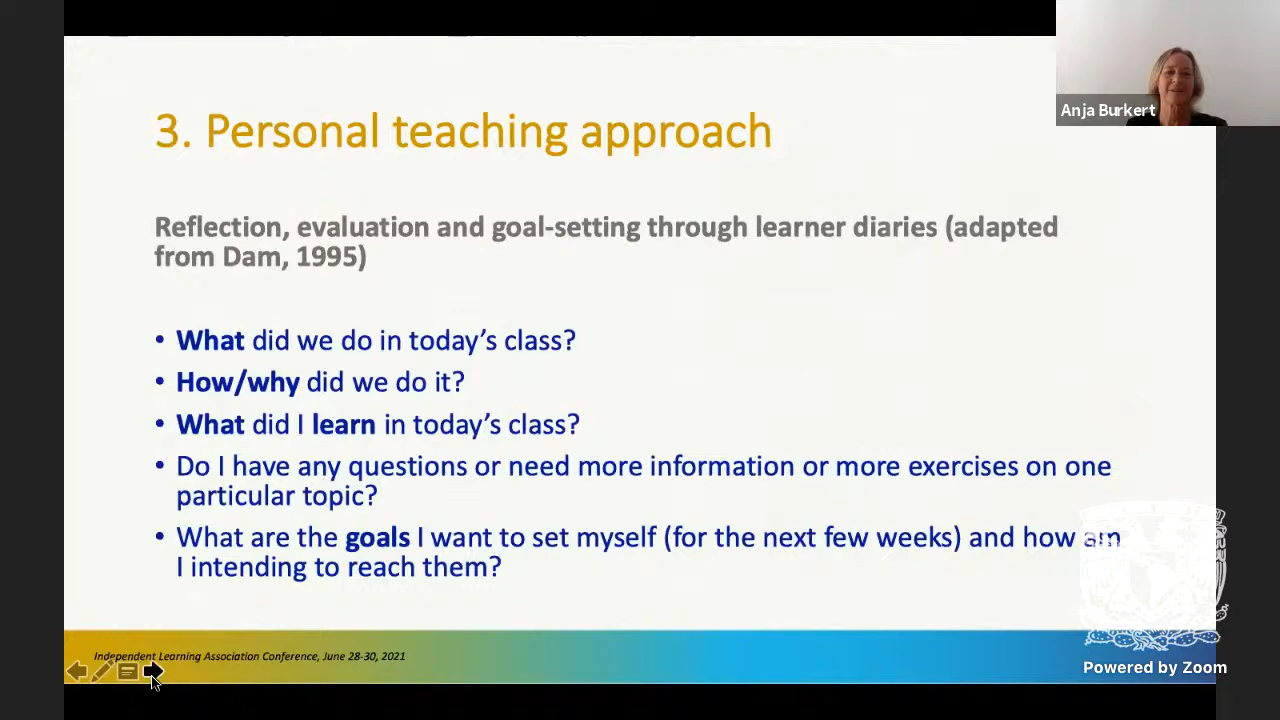 Anja Burkert
3. Personal teaching approach
Reflection, evaluation and goal-setting through learner diaries (adapted
from Dam, 1995)
• What did we do in today’s class?
• How/why did we do it?
• What did I learn in today’s class?
• Do I have any questions or need more information or more exercises on one
particular topic?
• What are the goals I want to set myself (for the next few weeks) and how am
I intending to reach them?
Independent Learning Association Conference, June 28-30, 2021
Powered by Zoom